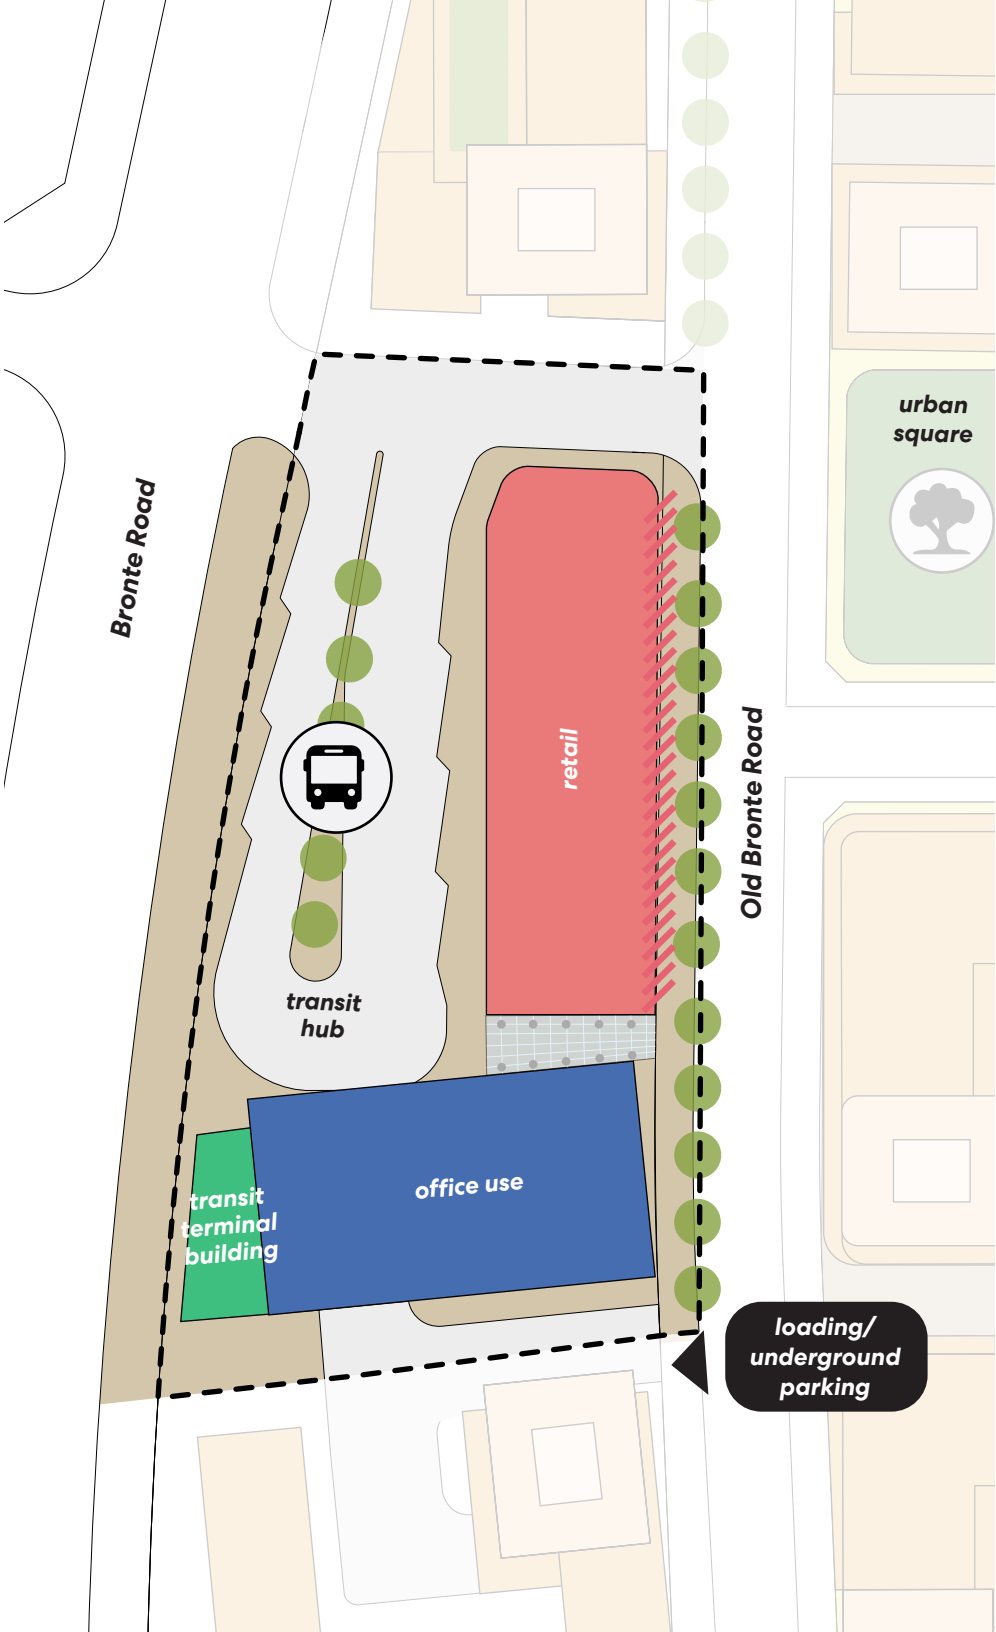 urban
square
Bronte Road
Old Bronte Road
retail
transit
hub
office use
transit
terminal
building
loading/
underground
parking